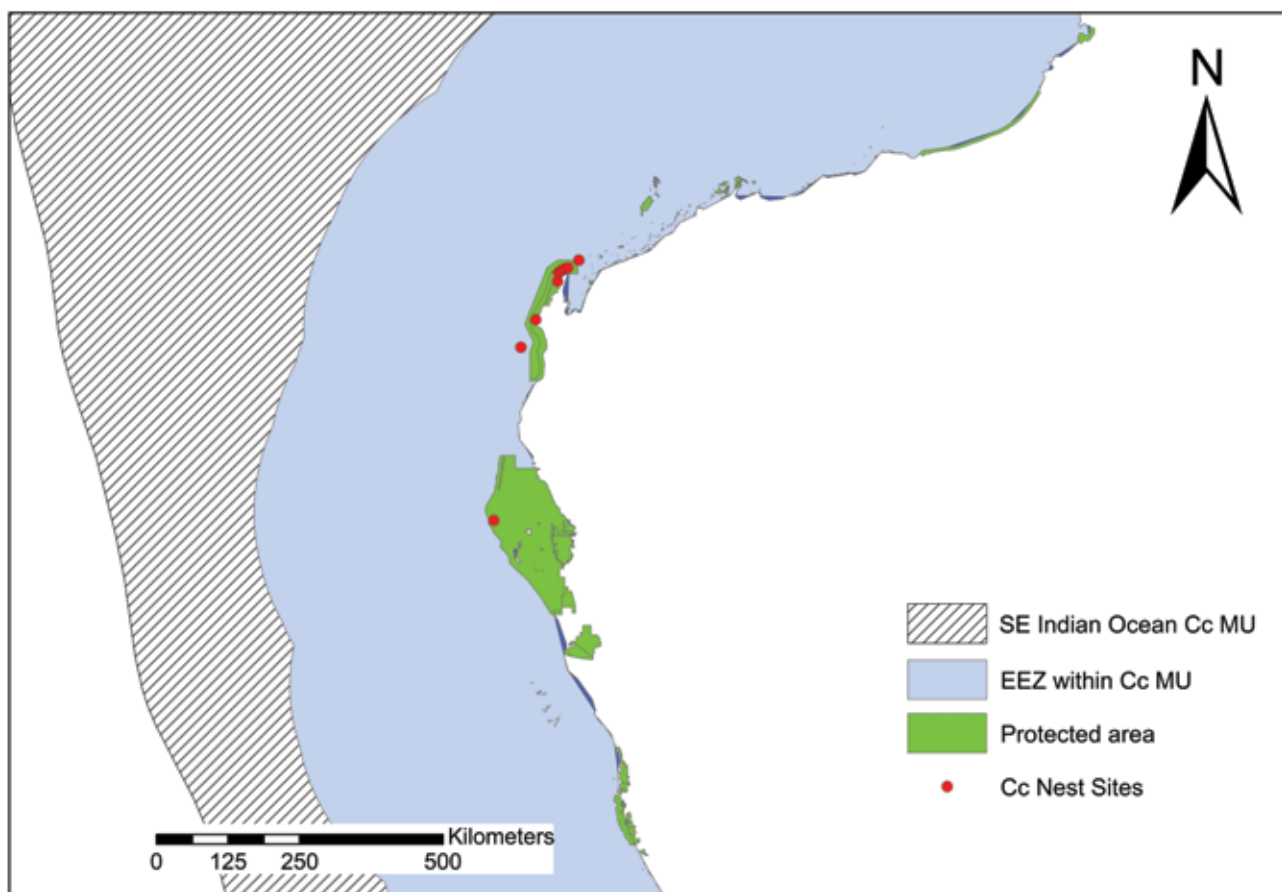 N
SE Indian Ocean Cc MU
EEZ within Cc MU
Protected area
Cc Nest Sites
Kilometers
0 125 250 500